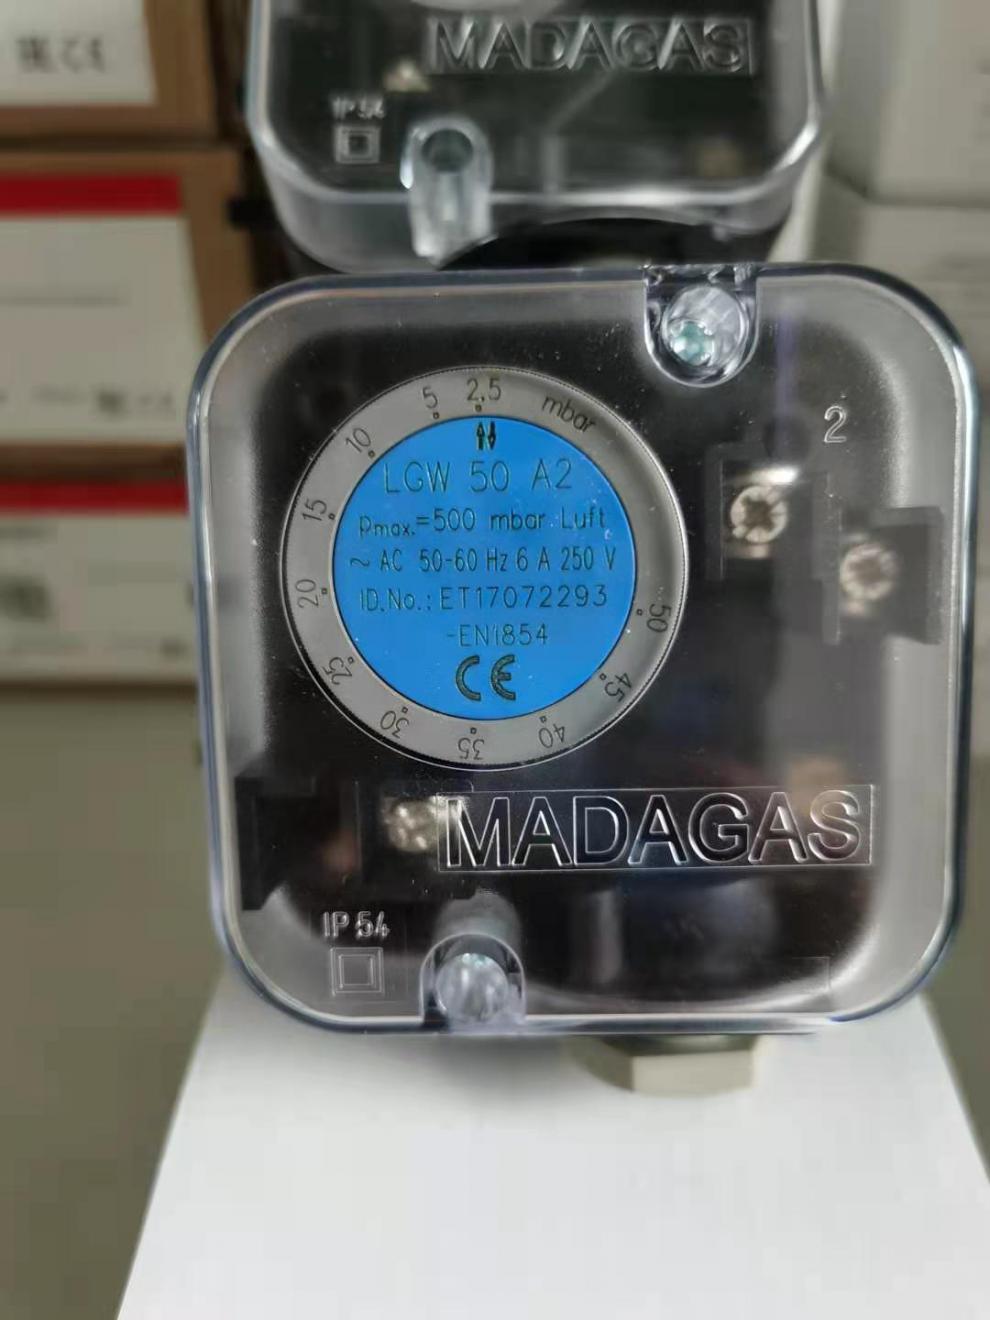 MADAGAS
IP 54
2,5
mbar
5
10
15
20
25
30
35
40
45
50
2
LGW 50 A2
pmax.=500 mbar Luft
~ AC 50-60 Hz 6 A 250 V
ID.No.: ET17072293
-EN1854
CE
MADAGAS
IP 54